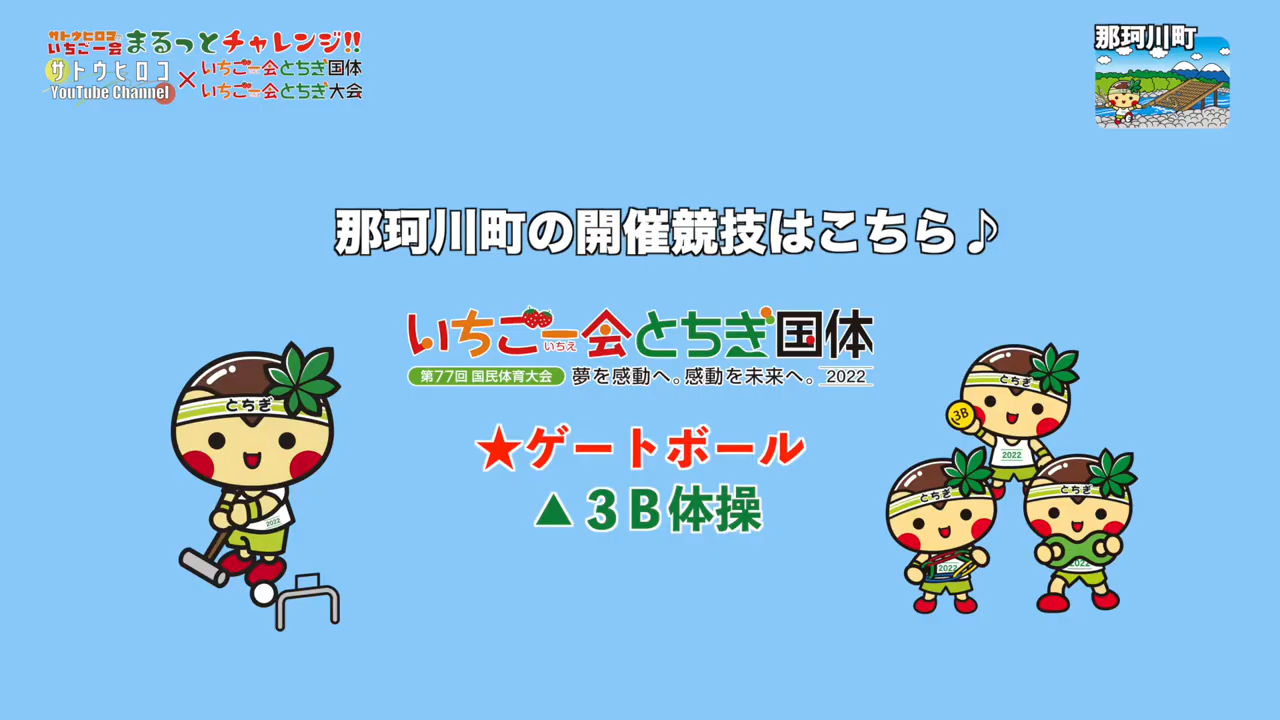 サトウヒロコの
いちご一会 まるっとチャレンジ!!
サトウヒロコ
YouTube Channel
×
いちご一会とちぎ国体
いちご一会とちぎ大会
那珂川町
那珂川町の開催競技はこちら♪
いちご一会とちぎ国体
いちえ
第77回 国民体育大会 夢を感動へ。感動を未来へ。 2022
★ゲートボール
▲3B体操
とちぎ
2022
とちぎ
3B
2022
とちぎ
2022
とちぎ
2022